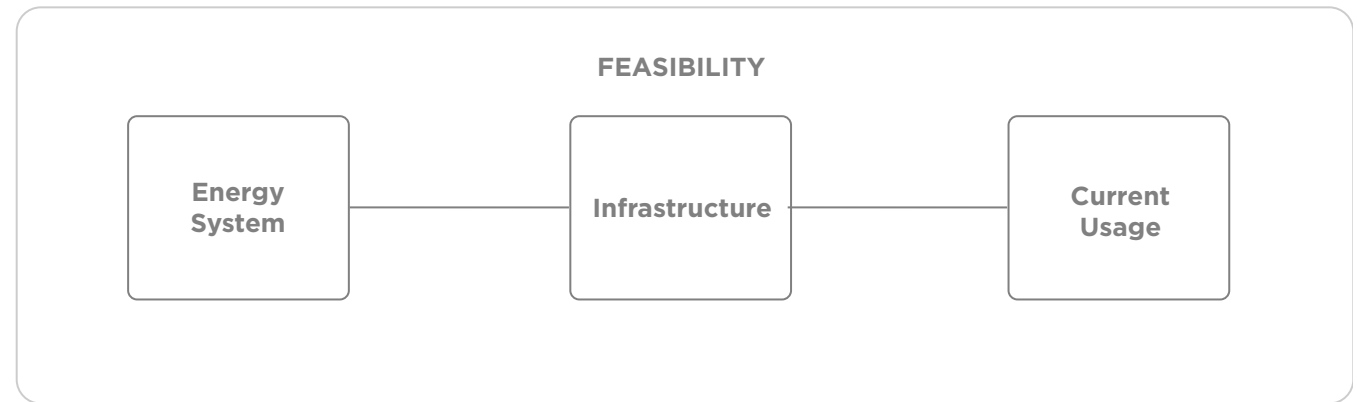 FEASIBILITY
Energy
System
Infrastructure
Current
Usage